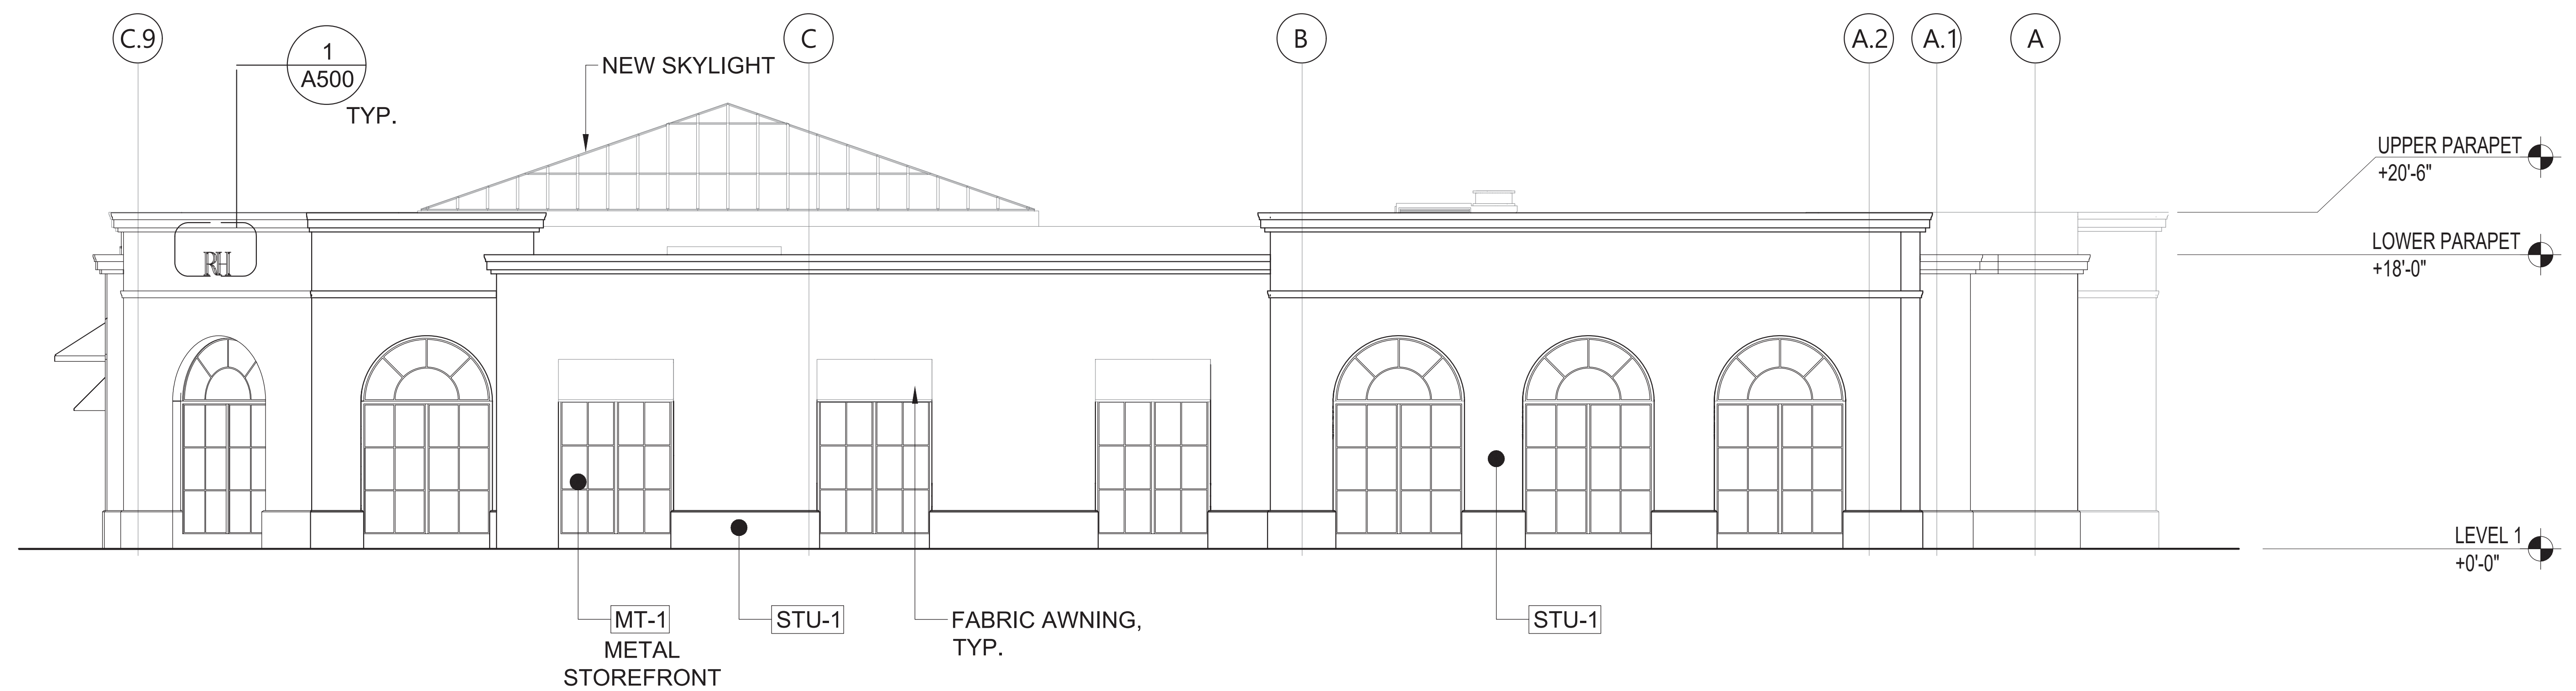 C.9
C
B
A.2
A.1
A
1
A500
TYP.
NEW SKYLIGHT
UPPER PARAPET
+20'-6"
LOWER PARAPET
+18'-0"
RH
LEVEL 1
+0'-0"
MT-1
METAL
STOREFRONT
STU-1
FABRIC AWNING,
TYP.
STU-1